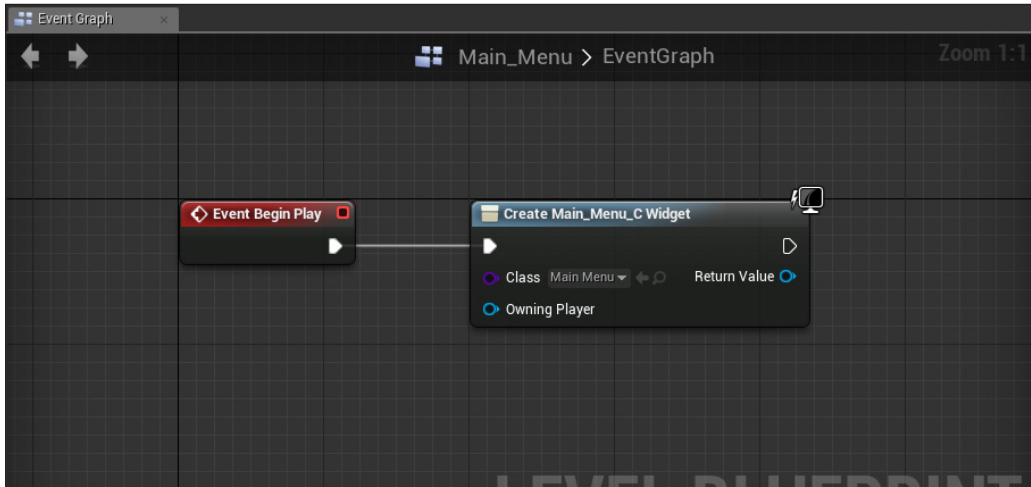 Event Graph
Main_Menu > EventGraph
Zoom 1:1
Event Begin Play
Create Main_Menu_C Widget
Class Main Menu
Return Value
Owning Player
LEVEL BLUEPRINT